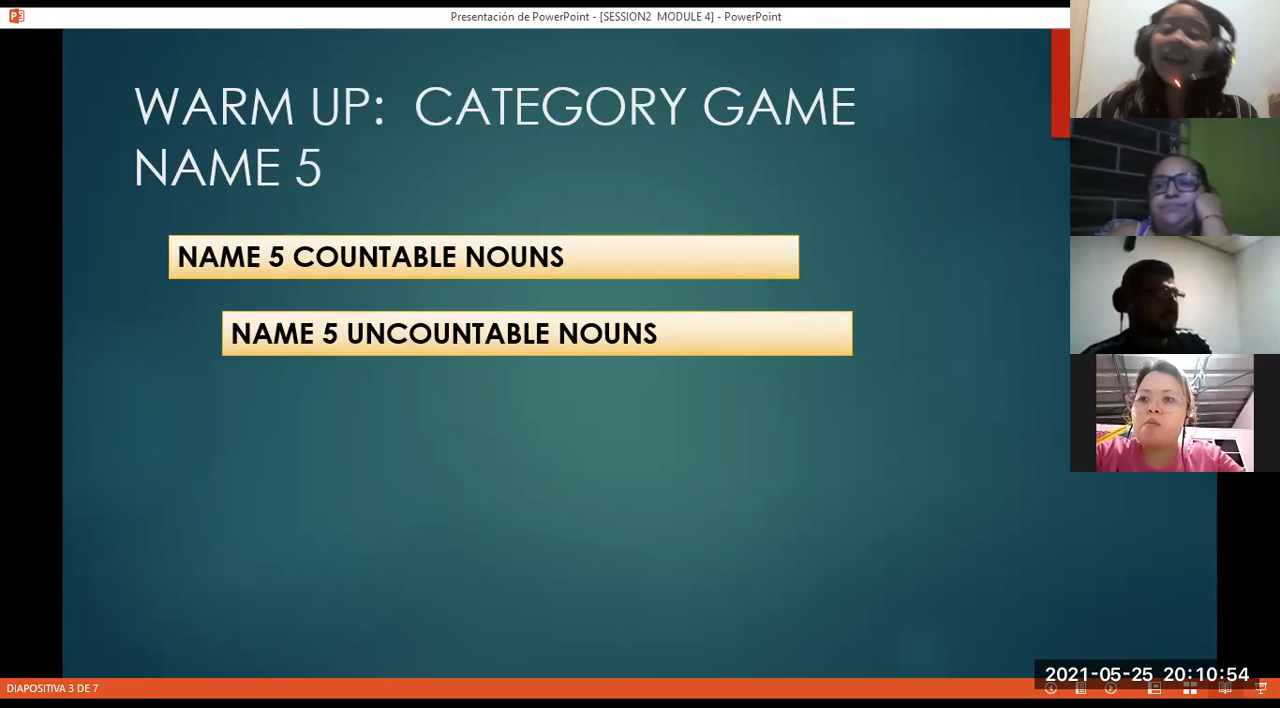 Presentación de PowerPoint - [SESSION2  MODULE 4] - PowerPoint
WARM UP:  CATEGORY GAME
NAME 5
NAME 5 COUNTABLE NOUNS
NAME 5 UNCOUNTABLE NOUNS
2021-05-25  20:10:54
DIAPOSITIVA 3 DE 7